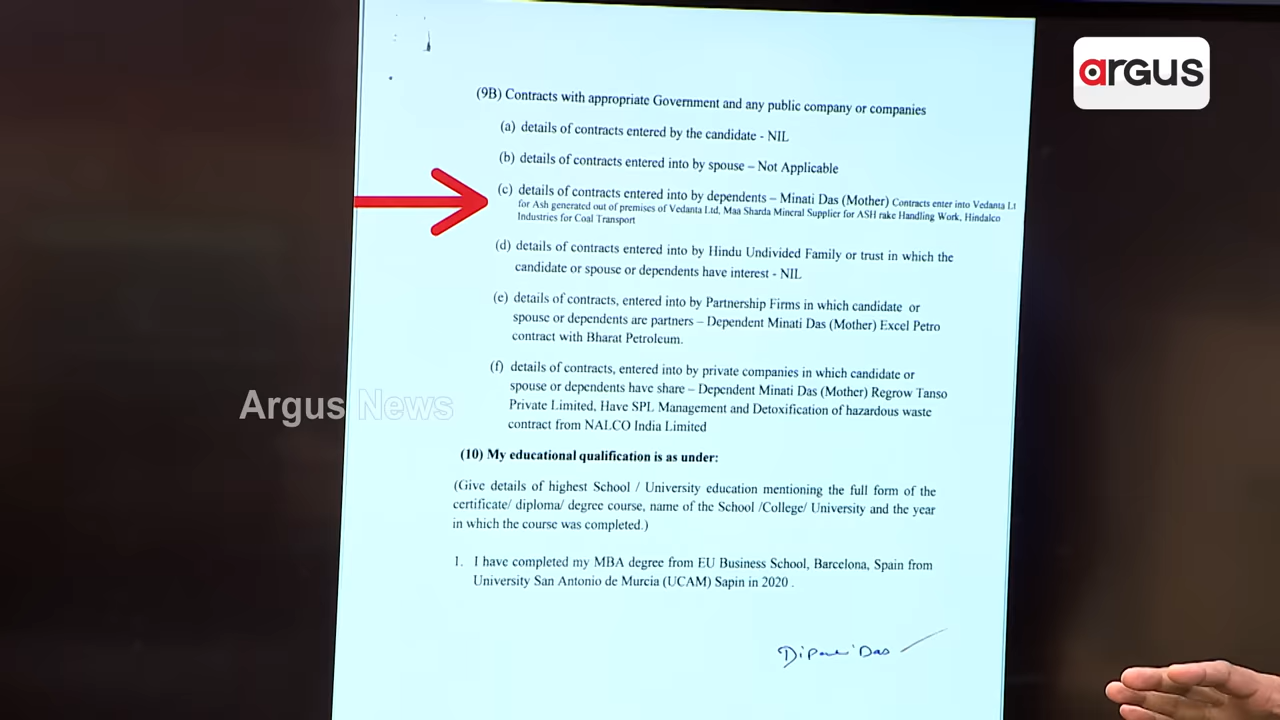 argus
(9B) Contracts with appropriate Government and any public company or companies
(a) details of contracts entered by the candidate - NIL
(b) details of contracts entered into by spouse – Not Applicable
(c) details of contracts entered into by dependents – Minati Das (Mother) Contracts enter into Vedanta Lt
for Ash generated out of premises of Vedanta Ltd, Maa Sharda Mineral Supplier for ASH rake Handling Work, Hindalco
Industries for Coal Transport
(d) details of contracts entered into by Hindu Undivided Family or trust in which the
candidate or spouse or dependents have interest - NIL
(e) details of contracts, entered into by Partnership Firms in which candidate or
spouse or dependents are partners – Dependent Minati Das (Mother) Excel Petro
contract with Bharat Petroleum.
(f) details of contracts, entered into by private companies in which candidate or
spouse or dependents have share – Dependent Minati Das (Mother) Regrow Tanso
Private Limited, Have SPL Management and Detoxification of hazardous waste
contract from NALCO India Limited
Argus News
(10) My educational qualification is as under:
(Give details of highest School / University education mentioning the full form of the
certificate/ diploma/ degree course, name of the School /College/ University and the year
in which the course was completed.)
1. I have completed my MBA degree from EU Business School, Barcelona, Spain from
University San Antonio de Murcia (UCAM) Sapin in 2020 .
Dipali Das